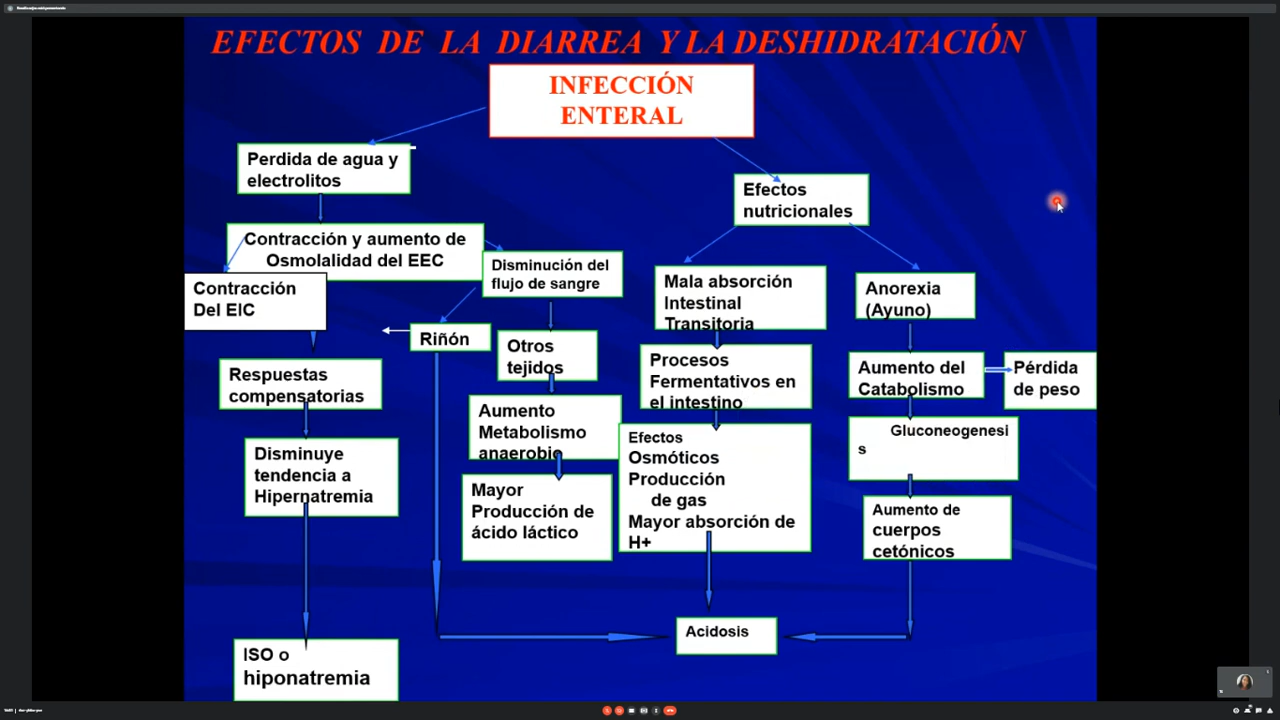 EFECTOS DE LA DIARREA Y LA DESHIDRATACIÓN
INFECCIÓN
ENTERAL
Perdida de agua y
electrolitos
Efectos
nutricionales
Contracción y aumento de
Osmolalidad del EEC
Disminución del
flujo de sangre
Contracción
Del EIC
Mala absorción
Intestinal
Transitoria
Anorexia
(Ayuno)
Riñón
Otros
tejidos
Respuestas
compensatorias
Procesos
Fermentativos en
el intestino
Aumento del
Catabolismo
Pérdida
de peso
Aumento
Metabolismo
anaerobio
Gluconeogenesi
s
Disminuye
tendencia a
Hipernatremia
Efectos
Osmóticos
Producción
de gas
Mayor absorción de
H+
Mayor
Producción de
ácido láctico
Aumento de
cuerpos
cetónicos
Acidosis
ISO o
hiponatremia